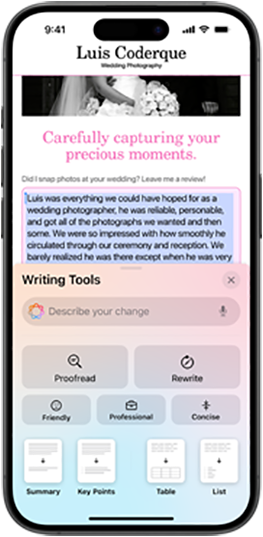 9:41
Luis Coderque
Wedding Photography
Carefully capturing your
precious moments.
Did I snap photos at your wedding? Leave me a review!
Luis was everything we could have hoped for as a
wedding photographer, he was reliable, personable,
and got all of the photographs we wanted and then
some. We were so impressed with how smoothly he
circulated through our ceremony and reception. We
barely realized he was there except when he was very
Writing Tools
Describe your change
Proofread
Rewrite
Friendly
Professional
Concise
Summary
Key Points
Table
List